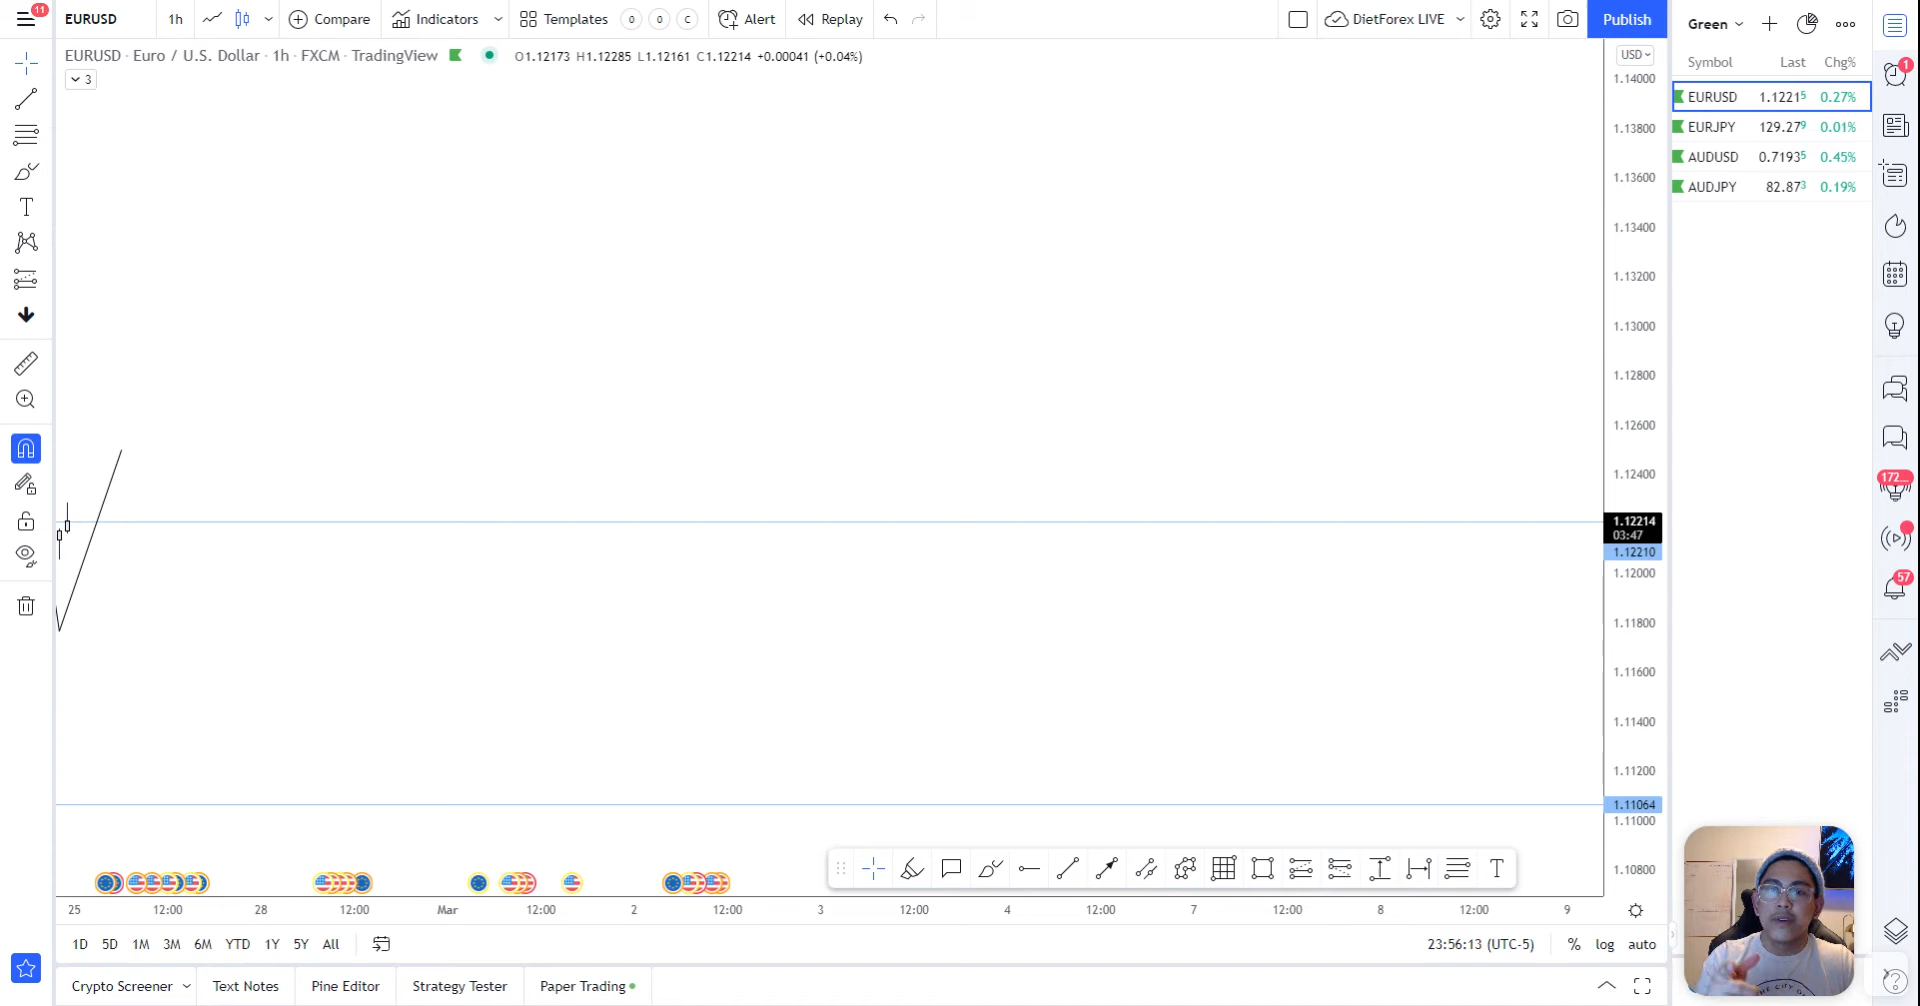 11
EURUSD
1h
Compare
Indicators
Templates
O
O
C
Alert
Replay
DietForex LIVE
Publish
Green
EURUSD · Euro / U.S. Dollar · 1h · FXCM · TradingView
O1.12173 H1.12285 L1.12161 C1.12214 +0.00041 (+0.04%)
3
USD
Symbol Last Chg%
EURUSD 1.12215 0.27%
EURJPY 129.279 0.01%
AUDUSD 0.71935 0.45%
AUDJPY 82.873 0.19%
1
172...
57
1.14000
1.13800
1.13600
1.13400
1.13200
1.13000
1.12800
1.12600
1.12400
1.12214
03:47
1.12210
1.12000
1.11800
1.11600
1.11400
1.11200
1.11064
1.11000
1.10800
25 12:00 28 12:00 Mar 12:00 2 12:00 3 12:00 4 12:00 7 12:00 8 12:00 9
1D 5D 1M 3M 6M YTD 1Y 5Y All
23:56:13 (UTC-5) % log auto
Crypto Screener Text Notes Pine Editor Strategy Tester Paper Trading
THE CITY OF